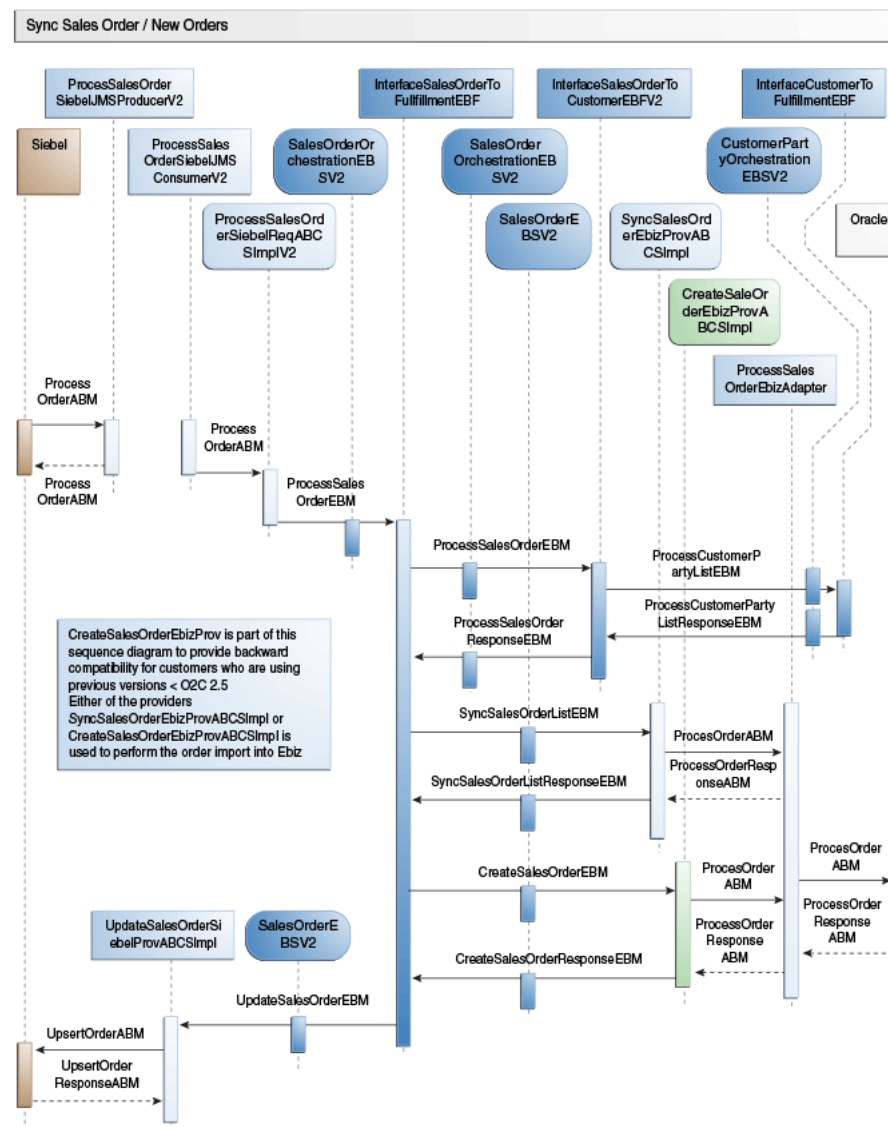 Sync Sales Order / New Orders
ProcesSalesOrder
SiebelJMSProducerV2
InterfaceSalesOrderTo
FullfillmentEBF
InterfaceSalesOrderTo
CustomerEBFV2
InterfaceCustomerTo
FulfillmentEBF
Siebel
ProcessSales
OrderSiebelJMS
ConsumerV2
SalesOrderOr
chestrationEB
SV2
SalesOrder
OrchestrationEB
SV2
CustomerPart
yOrchestration
EBSV2
ProcessSalesOrd
erSiebelReqABC
SImplV2
SalesOrderE
BSV2
SyncSalesOrd
erEbizProvAB
CSImpl
Oracle
CreateSaleOr
derEbizProvA
BCSImpl
ProcessSales
OrderEbizAdapter
Process
OrderABM
Process
OrderABM
Process
OrderABM
ProcessSales
OrderEBM
ProcessSalesOrderEBM
ProcessCustomerP
artyListEBM
ProcessCustomerParty
ListResponseEBM
ProcessSalesOrder
ResponseEBM
CreateSalesOrderEbizProv is part of this
sequence diagram to provide backward
compatibility for customers who are using
previous versions < O2C 2.5
Either of the providers
SyncSalesOrderEbizProvABCSImpl or
CreateSalesOrderEbizProvABCSImpl is
used to perform the order import into Ebiz
SyncSalesOrderListEBM
ProcesOrderABM
ProcessOrderResp
onseABM
SyncSalesOrderListResponseEBM
CreateSalesOrderEBM
ProcesOrder
ABM
ProcesOrder
ABM
ProcessOrder
Response
ABM
ProcessOrder
Response
ABM
CreateSalesOrderResponseEBM
UpdateSalesOrderSi
ebelProvABCSImpl
SalesOrderE
BSV2
UpdateSalesOrderEBM
UpsertOrderABM
UpsertOrder
ResponseABM